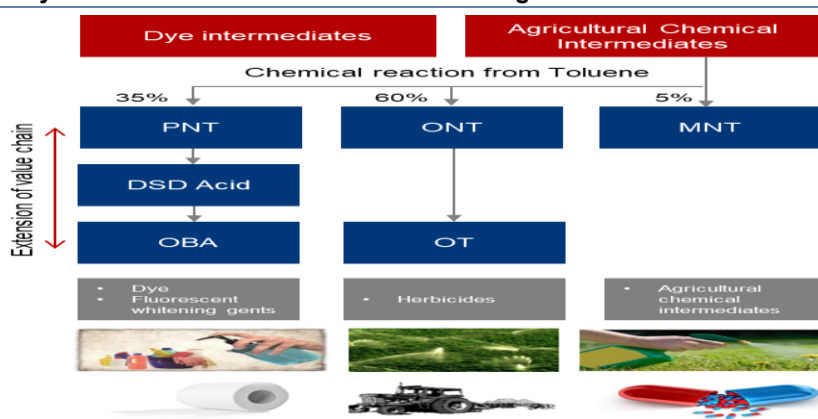 Dye intermediates
Agricultural Chemical
Intermediates
Chemical reaction from Toluene
35%
60%
5%
PNT
ONT
MNT
Extension of value chain
DSD Acid
OBA
OT
• Dye
• Fluorescent
whitening gents
• Herbicides
• Agricultural
chemical
intermediates